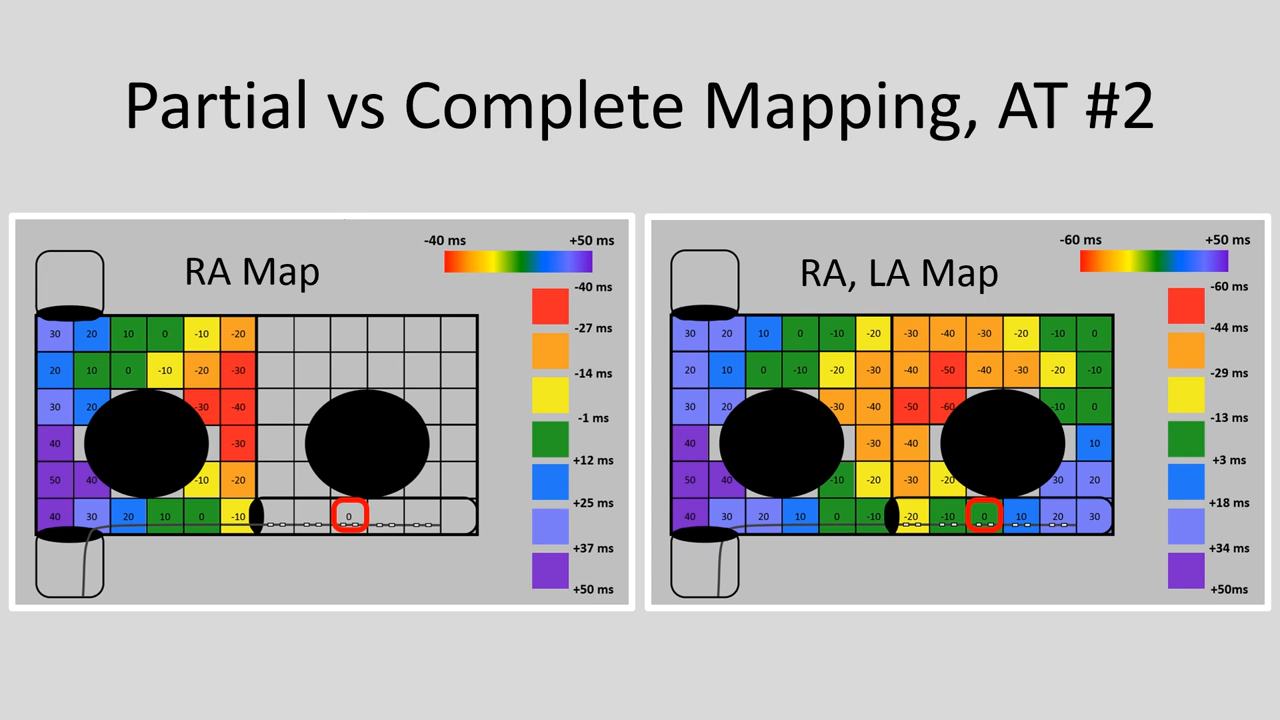 Partial vs Complete Mapping, AT #2
-40 ms +50 ms
RA Map
-40 ms
-27 ms
-14 ms
-1 ms
+12 ms
+25 ms
+37 ms
+50 ms
30 20 10 0 -10 -20
20 10 0 -10 -20 -30
30 20 -30 -40
40 -30
50 40 -10 -20
40 30 20 10 0 -10 0
-60 ms +50 ms
RA, LA Map
-60 ms
-44 ms
-29 ms
-13 ms
+3 ms
+18 ms
+34 ms
+50ms
30 20 10 0 -10 -20 -30 -40 -30 -20 -10 0
20 10 0 -10 -20 -30 -40 -50 -40 -30 -20 -10
30 20 -30 -40 -50 -60 -10 0
40 -30 -40 10
50 40 -10 -20 -30 -20 30 20
40 30 20 10 0 -10 -20 -10 0 10 20 30